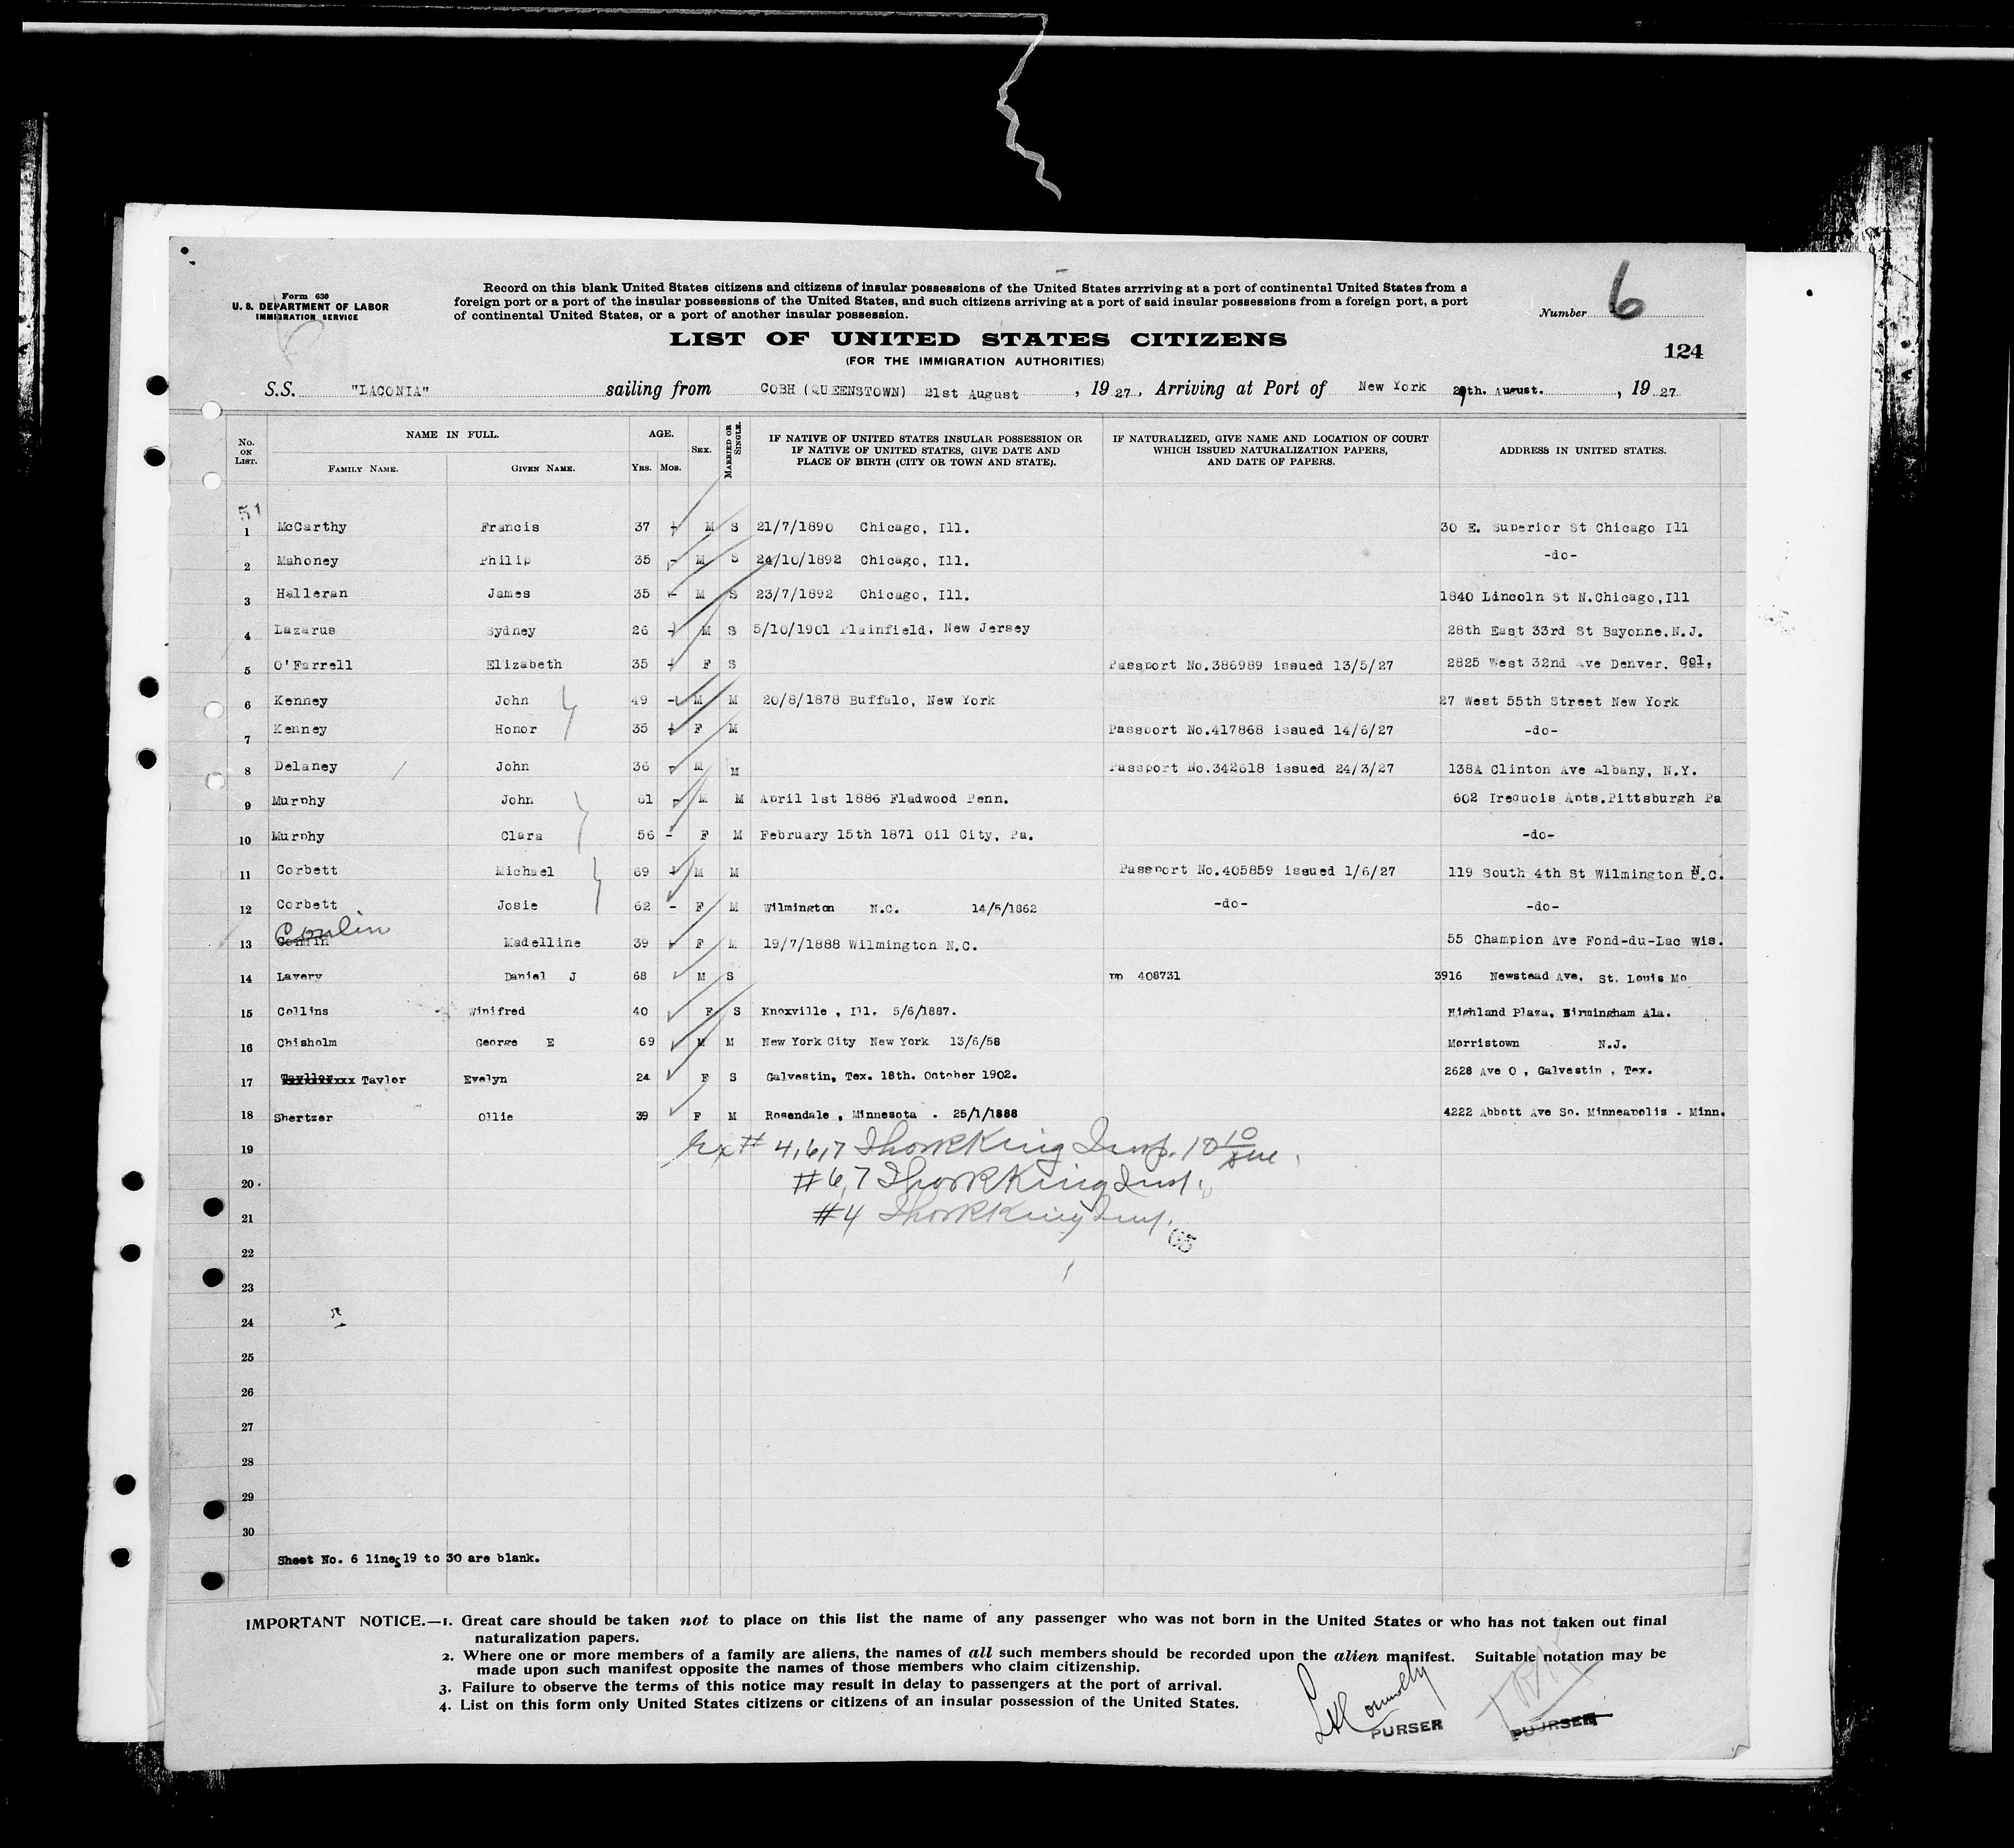 Form 630
U. S. DEPARTMENT OF LABOR
IMMIGRATION SERVICE
Record on this blank United States citizens and citizens of insular possessions of the United States arrriving at a port of continental United States from a
foreign port or a port of the insular possessions of the United States, and such citizens arriving at a port of said insular possessions from a foreign port, a port
of continental United States, or a port of another insular possession.
Number 6
LIST OF UNITED STATES CITIZENS
(FOR THE IMMIGRATION AUTHORITIES)
124
S.S. "LACONIA" sailing from COBH (QUEENSTOWN) 21st August, 1927, Arriving at Port of New York 29th. August., 1927
No. ON LIST. NAME IN FULL. AGE. SEX. MARRIED OR SINGLE. IF NATIVE OF UNITED STATES INSULAR POSSESSION OR IF NATIVE OF UNITED STATES, GIVE DATE AND PLACE OF BIRTH (CITY OR TOWN AND STATE). IF NATURALIZED, GIVE NAME AND LOCATION OF COURT WHICH ISSUED NATURALIZATION PAPERS, AND DATE OF PAPERS. ADDRESS IN UNITED STATES.
FAMILY NAME. GIVEN NAME. YRS. MOS.
51
1 McCarthy Francis 37 M S 21/7/1890 Chicago, Ill. 30 E. Superior St Chicago Ill
2 Mahoney Philip 35 M S 24/10/1892 Chicago, Ill. -do-
3 Halleran James 35 M S 23/7/1892 Chicago, Ill. 1840 Lincoln St N.Chicago,Ill
4 Lazarus Sydney 26 M S 5/10/1901 Plainfield, New Jersey 28th East 33rd St Bayonne.N.J.
5 O'Farrell Elizabeth 35 F S Passport No.386989 issued 13/5/27 2825 West 32nd Ave Denver. Col.
6 Kenney John 49 M M 20/8/1878 Buffalo, New York 27 West 55th Street New York
7 Kenney Honor 35 F M Passport No.417868 issued 14/6/27 -do-
8 Delaney John 36 M M Passport No.342618 issued 24/3/27 138A Clinton Ave Albany, N.Y.
9 Murphy John 61 M M April 1st 1886 Fladwood Penn. 602 Irequois Apts.Pittsburgh Pa
10 Murphy Clara 56 - F M February 15th 1871 Oil City, Pa. -do-
11 Corbett Michael 69 M M Passport No.405859 issued 1/6/27 119 South 4th St Wilmington N.C.
12 Corbett Josie 62 - F M Wilmington N.C. 14/5/1862 -do- -do-
13 Conlin Madelline 39 F M 19/7/1888 Wilmington N.C. 55 Champion Ave Fond-du-Lac Wis.
14 Lavery Daniel J 68 M S pp 408731 3916 Newstead Ave, St. Louis Mo
15 Collins Winifred 40 F S Knoxville , Ill. 5/6/1887. Highland Plaza, Birmingham Ala.
16 Chisholm George E 69 M M New York City New York 13/6/58 Morristown N.J.
17 Taylor Evelyn 24 F S Galvestin, Tex. 18th. October 1902. 2628 Ave O , Galvestin , Tex.
18 Shertzer Ollie 39 F M Rosendale , Minnesota . 25/1/1888 4222 Abbott Ave So. Minneapolis . Minn.
19 Ex # 4,6,7
20 # 6,7
21 # 4
22
23
24
25
26
27
28
29
30
Sheet No. 6 lines 19 to 30 are blank.
IMPORTANT NOTICE.—1. Great care should be taken not to place on this list the name of any passenger who was not born in the United States or who has not taken out final
naturalization papers.
2. Where one or more members of a family are aliens, the names of all such members should be recorded upon the alien manifest. Suitable notation may be
made upon such manifest opposite the names of those members who claim citizenship.
3. Failure to observe the terms of this notice may result in delay to passengers at the port of arrival.
4. List on this form only United States citizens or citizens of an insular possession of the United States.
PURSER PURSER